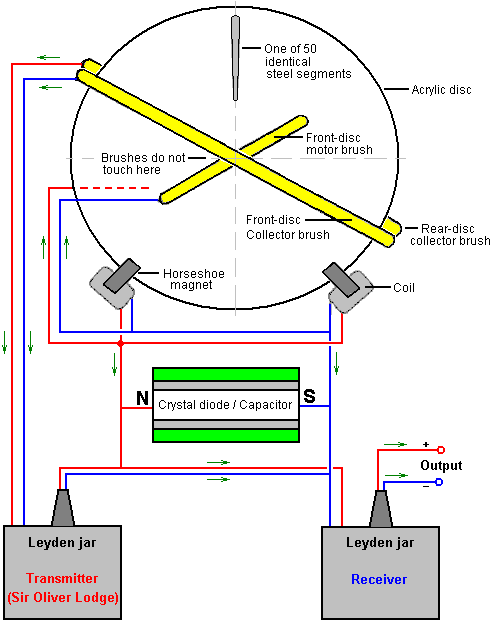 One of 50
identical
steel segments
Acrylic disc
Front-disc
motor brush
Brushes do not
touch here
Front-disc
Collector brush
Rear-disc
collector brush
Horseshoe
magnet
Coil
N
Crystal diode / Capacitor
S
+
Output
–
Leyden jar
Transmitter
(Sir Oliver Lodge)
Leyden jar
Receiver